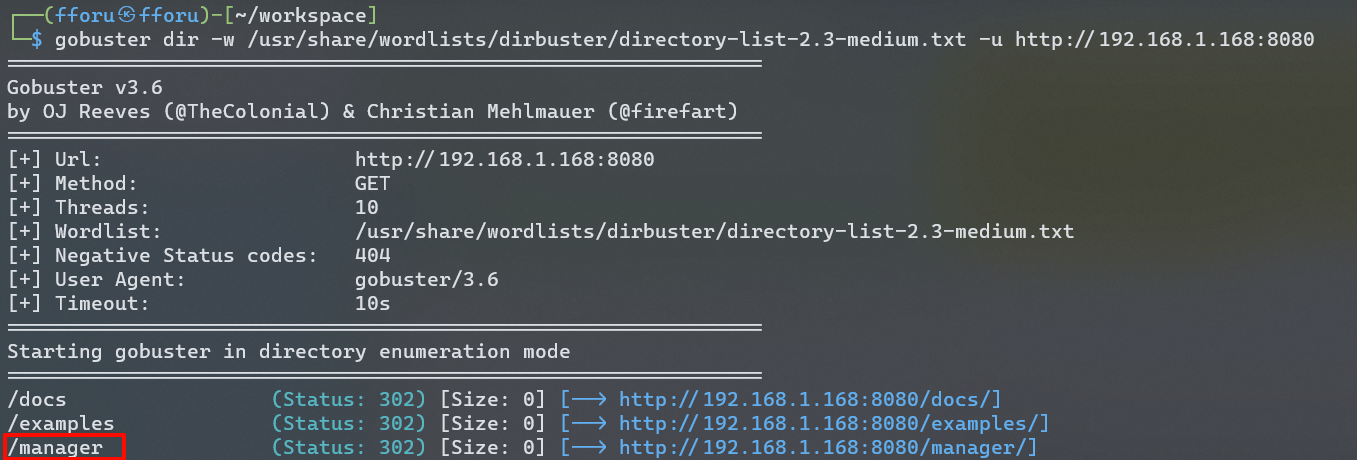 ┌──(fforu㉿fforu)-[~/workspace]
└─$ gobuster dir -w /usr/share/wordlists/dirbuster/directory-list-2.3-medium.txt -u http://192.168.1.168:8080
===============================================================
Gobuster v3.6
by OJ Reeves (@TheColonial) & Christian Mehlmauer (@firefart)
===============================================================
[+] Url:                     http://192.168.1.168:8080
[+] Method:                  GET
[+] Threads:                 10
[+] Wordlist:                /usr/share/wordlists/dirbuster/directory-list-2.3-medium.txt
[+] Negative Status codes:   404
[+] User Agent:              gobuster/3.6
[+] Timeout:                 10s
===============================================================
Starting gobuster in directory enumeration mode
===============================================================
/docs                 (Status: 302) [Size: 0] [--> http://192.168.1.168:8080/docs/]
/examples             (Status: 302) [Size: 0] [--> http://192.168.1.168:8080/examples/]
/manager              (Status: 302) [Size: 0] [--> http://192.168.1.168:8080/manager/]